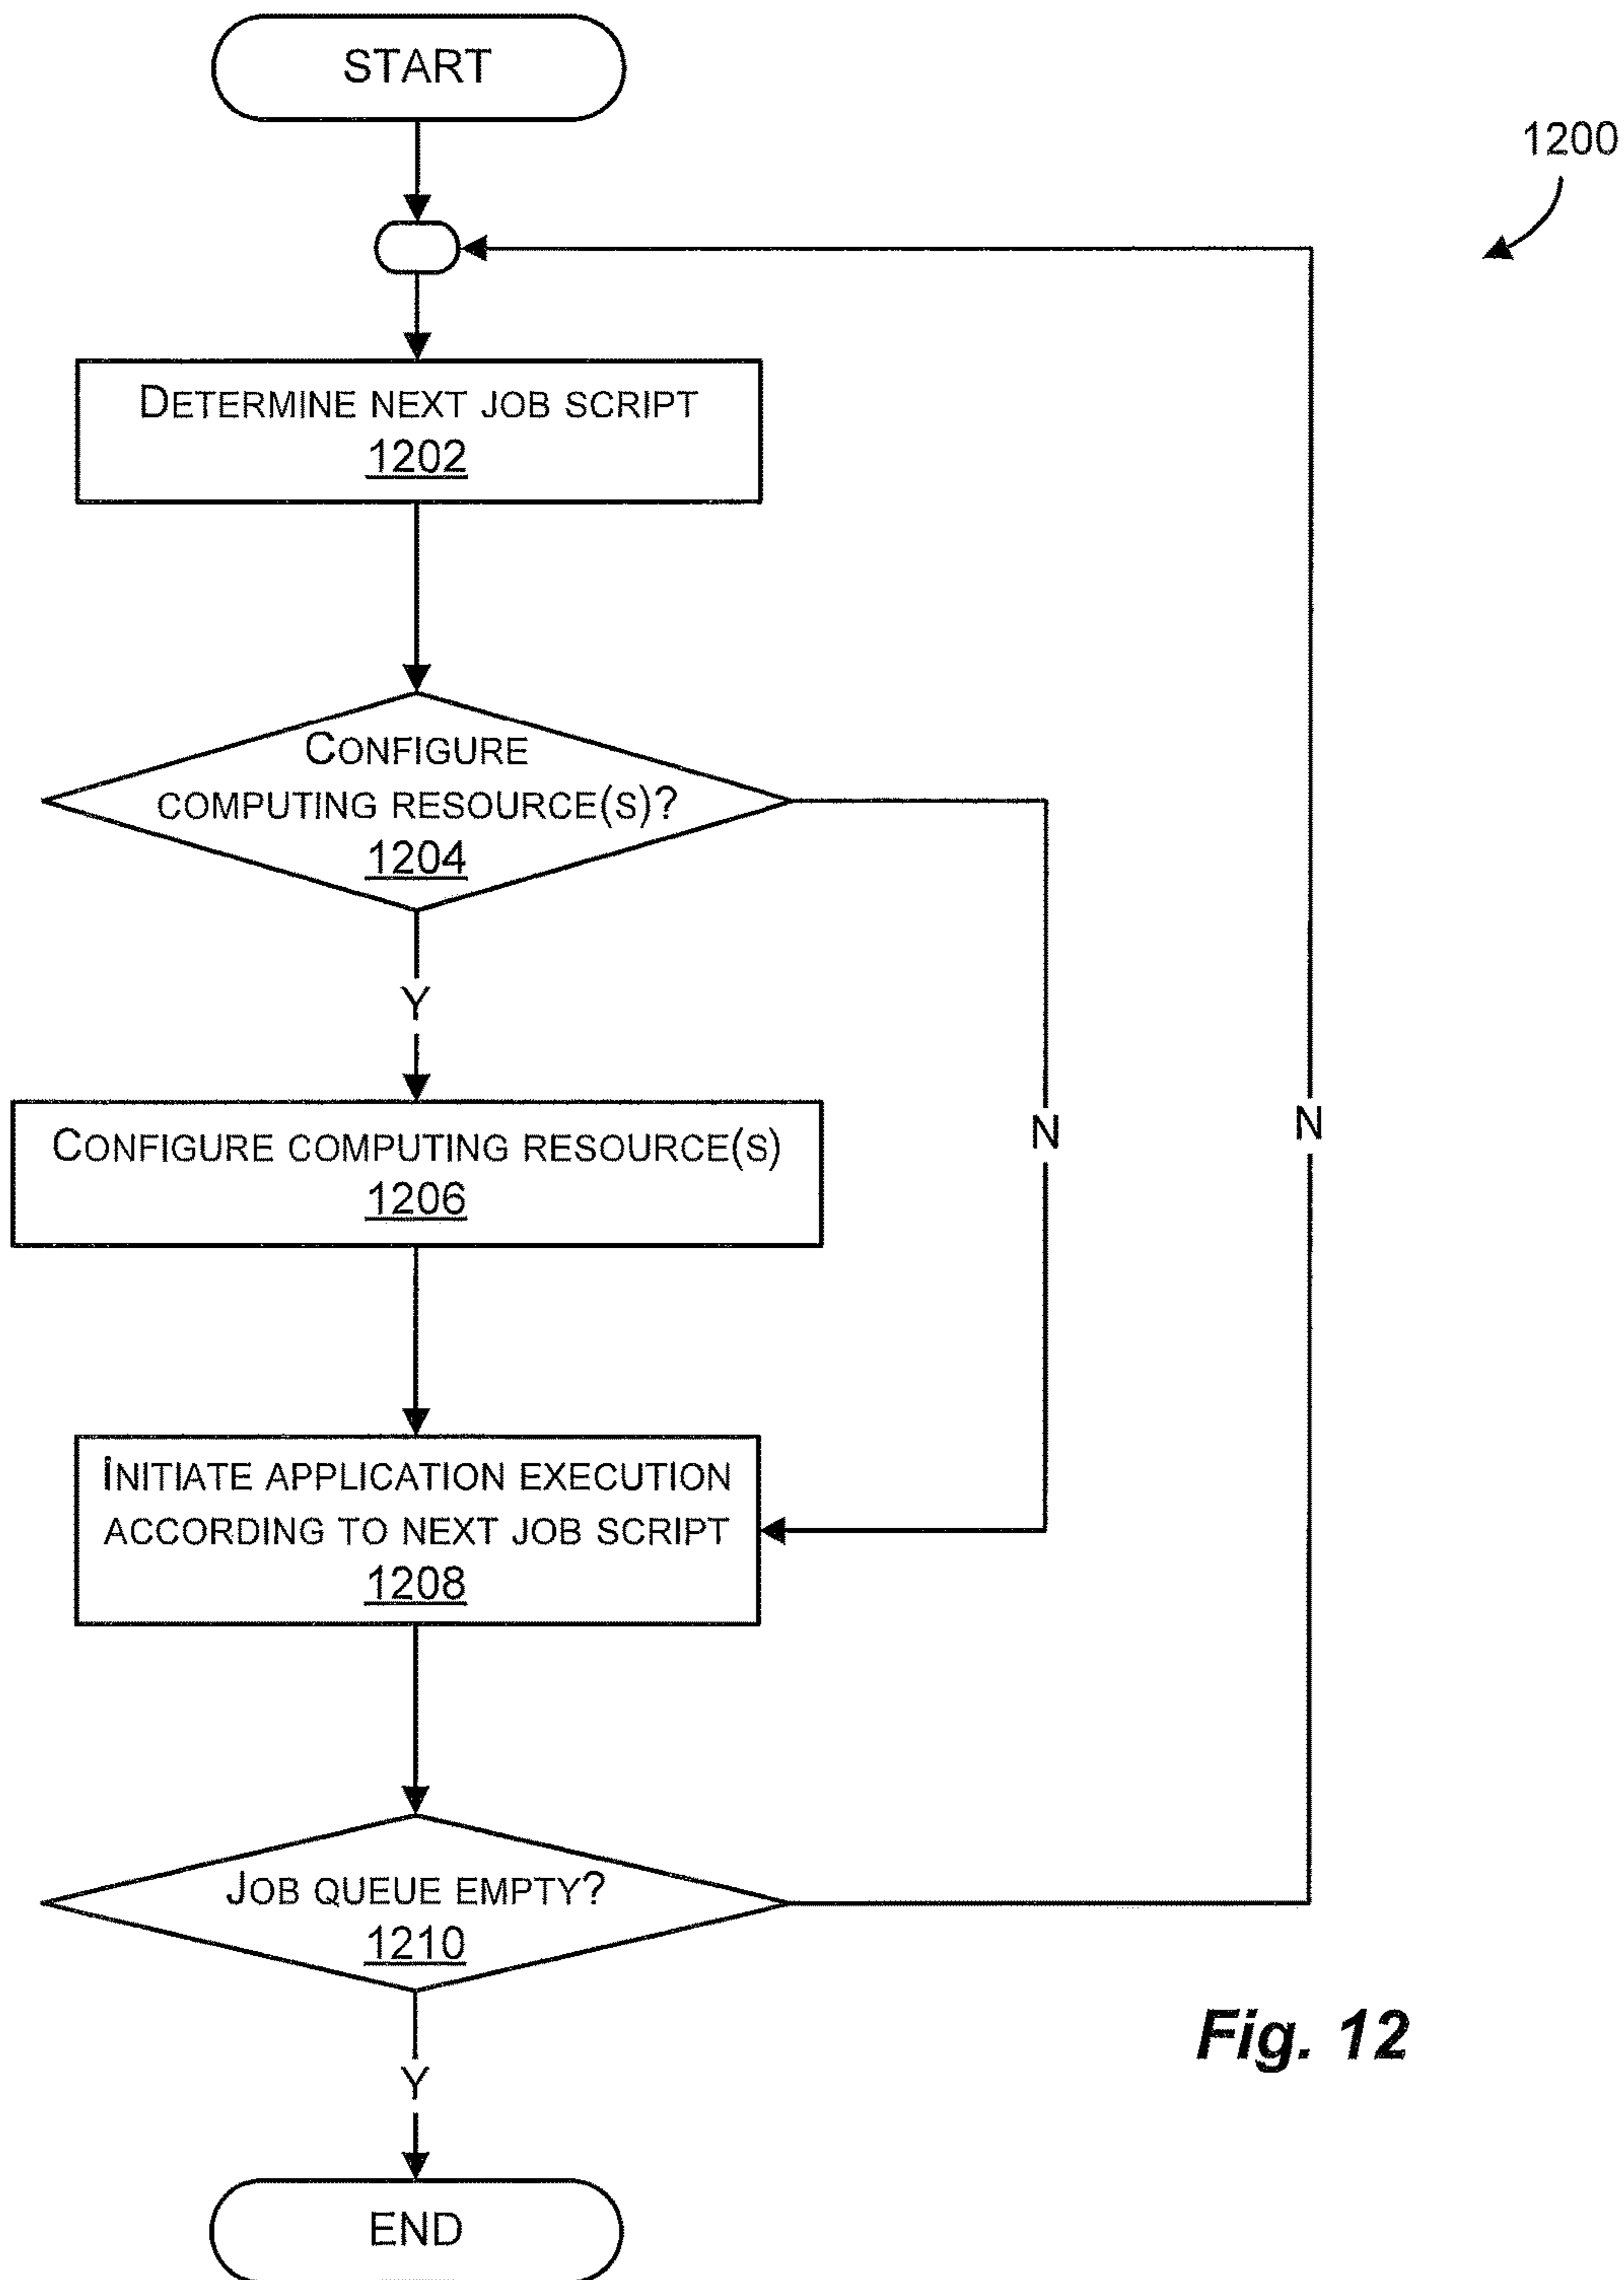 START
1200
DETERMINE NEXT JOB SCRIPT
1202
CONFIGURE
COMPUTING RESOURCE(S)?
1204
Y
CONFIGURE COMPUTING RESOURCE(S)
1206
N
N
INITIATE APPLICATION EXECUTION
ACCORDING TO NEXT JOB SCRIPT
1208
JOB QUEUE EMPTY?
1210
Y
Fig. 12
END